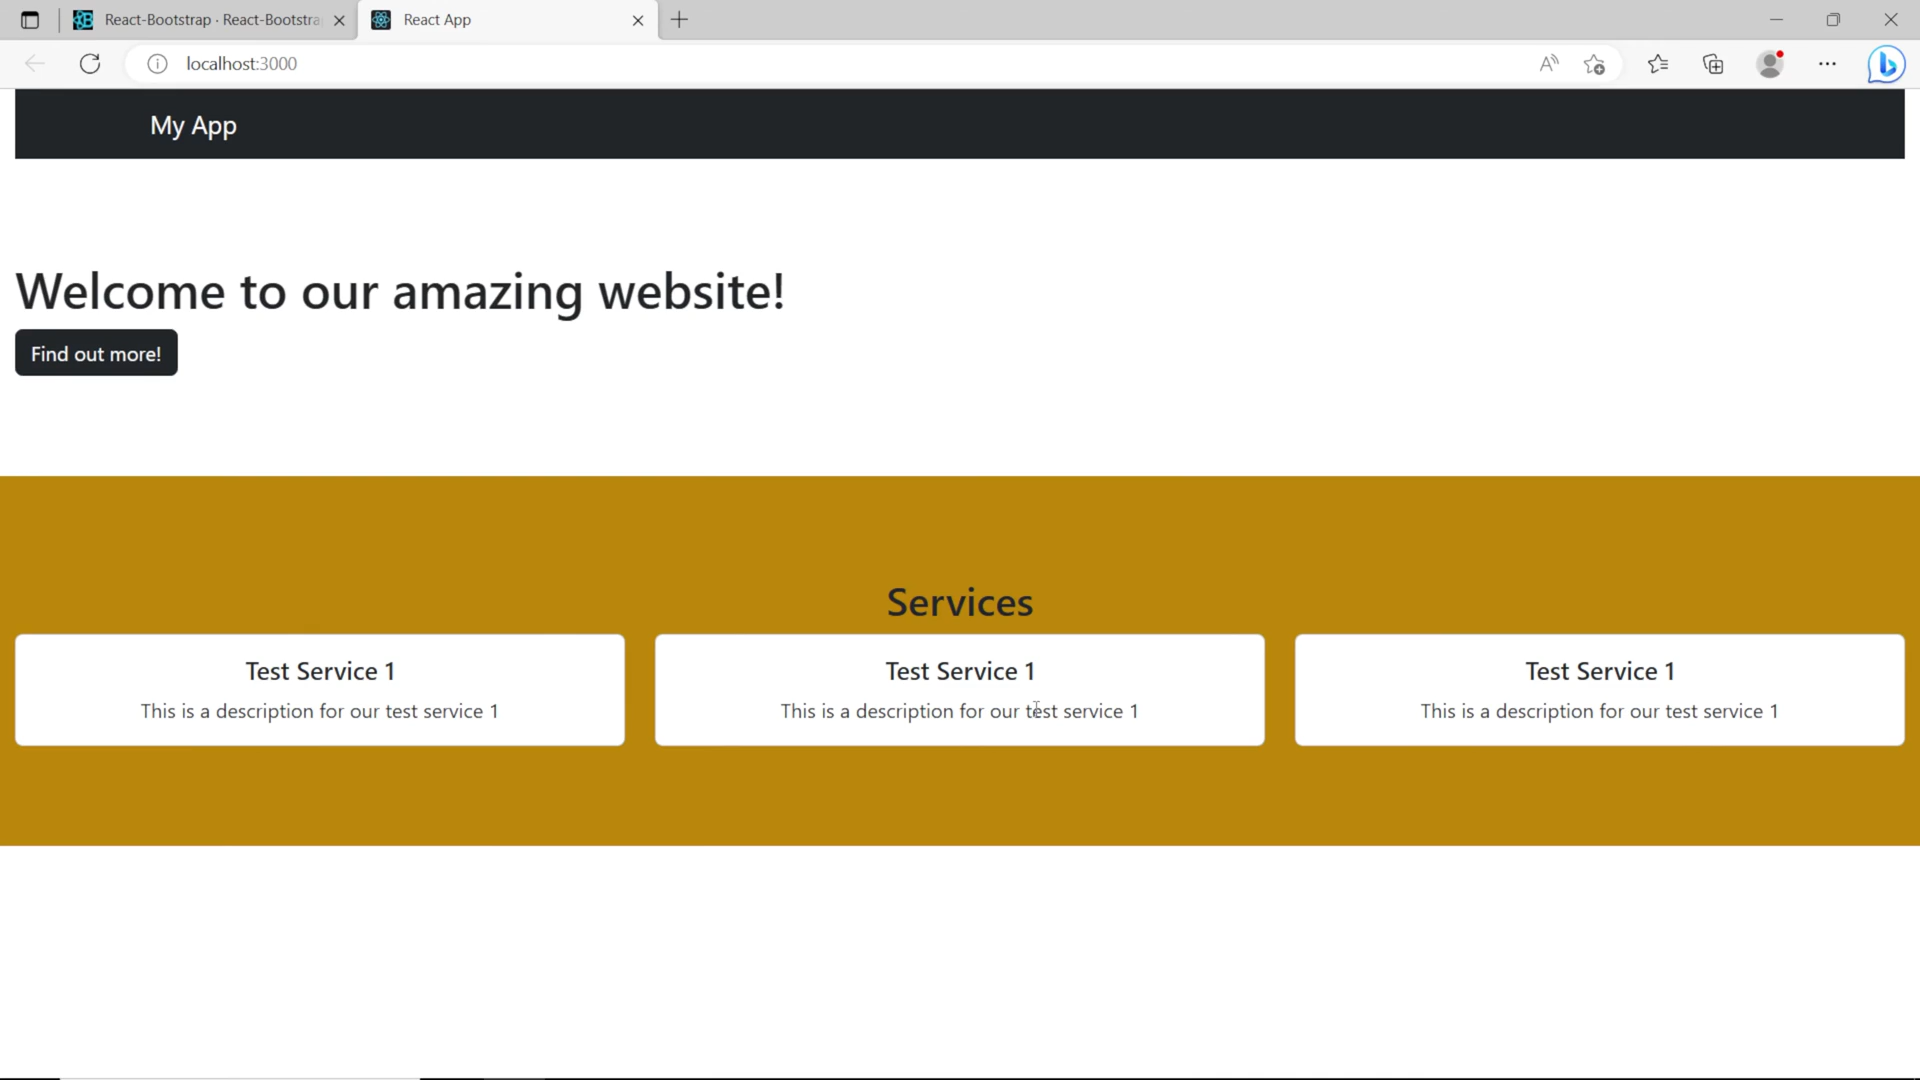 React-Bootstrap · React-Bootstra
React App
localhost:3000
My App
Welcome to our amazing website!
Find out more!
Services
Test Service 1
This is a description for our test service 1
Test Service 1
This is a description for our test service 1
Test Service 1
This is a description for our test service 1